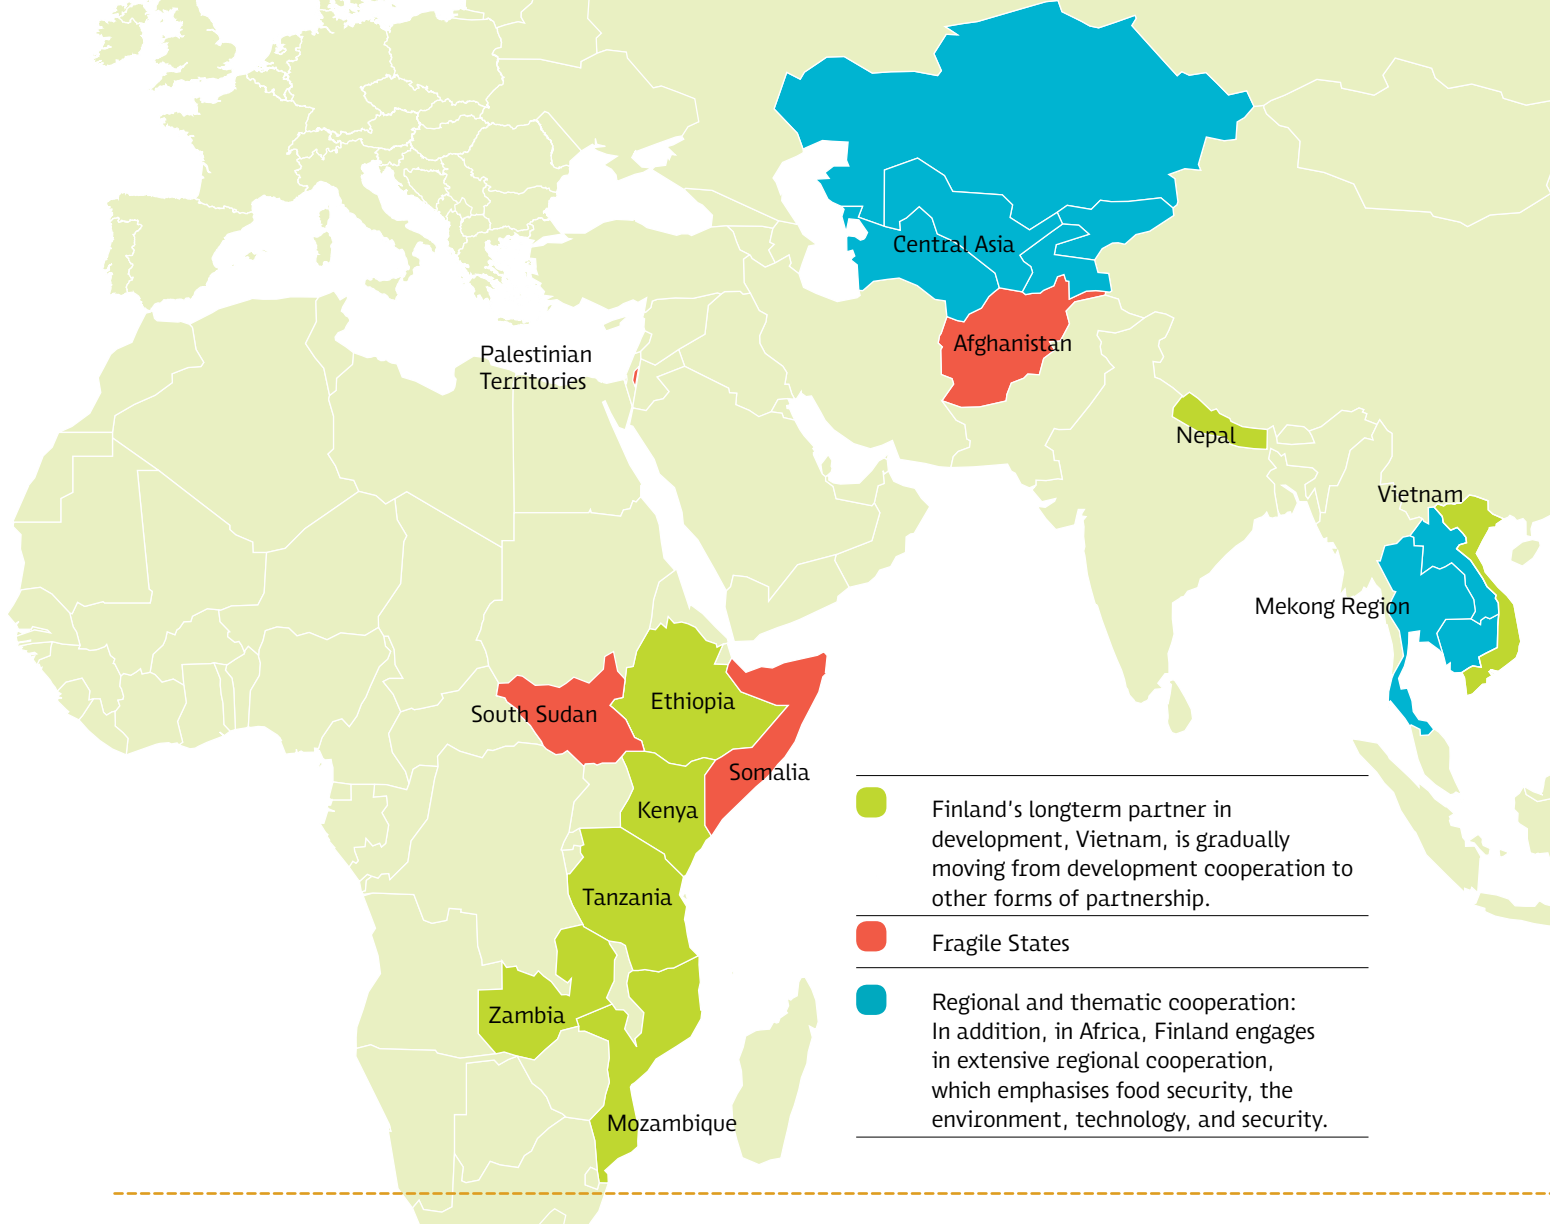 Central Asia
Afghanistan
Palestinian
Territories
Nepal
Vietnam
Mekong Region
South Sudan
Ethiopia
Somalia
Kenya
Tanzania
Zambia
Mozambique
Finland's longterm partner in
development, Vietnam, is gradually
moving from development cooperation to
other forms of partnership.
Fragile States
Regional and thematic cooperation:
In addition, in Africa, Finland engages
in extensive regional cooperation,
which emphasises food security, the
environment, technology, and security.